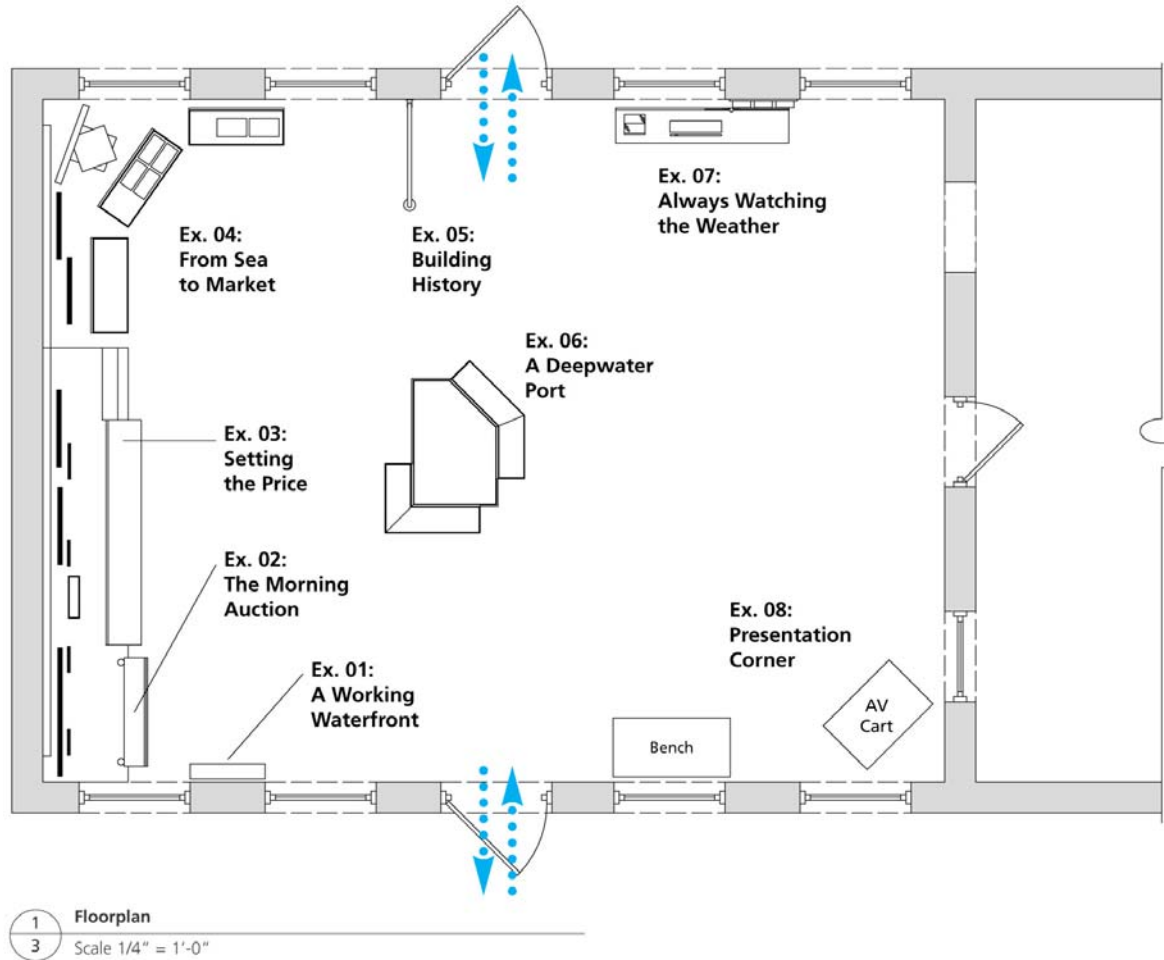 Ex. 07:
Always Watching
the Weather
Ex. 04:
From Sea
to Market
Ex. 05:
Building
History
Ex. 06:
A Deepwater
Port
Ex. 03:
Setting
the Price
Ex. 02:
The Morning
Auction
Ex. 08:
Presentation
Corner
Ex. 01:
A Working
Waterfront
AV
Cart
Bench
1
3
Floorplan
Scale 1/4" = 1'-0"